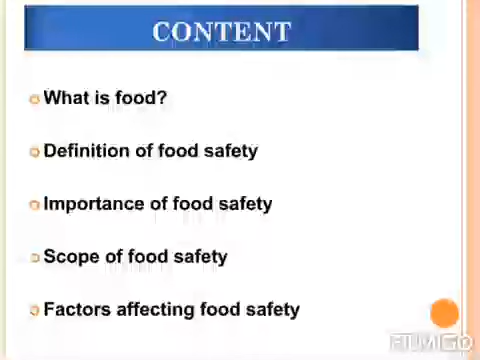 CONTENT
What is food?
Definition of food safety
Importance of food safety
Scope of food safety
Factors affecting food safety